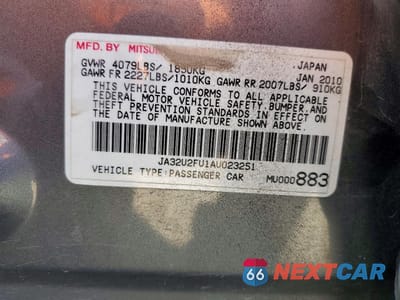 MFD. BY MITSU JAPAN
GVWR 4079LBS/ 1850KG JAN 2010
GAWR FR 2227LBS/1010KG GAWR RR 2007LBS/ 910KG
THIS VEHICLE CONFORMS TO ALL APPLICABLE
FEDERAL MOTOR VEHICLE SAFETY, BUMPER, AND
THEFT PREVENTION STANDARDS IN EFFECT ON
THE DATE OF MANUFACTURE SHOWN ABOVE.
JA32U2FU1AU023251
VEHICLE TYPE: PASSENGER CAR MU000883
66 NEXTCAR